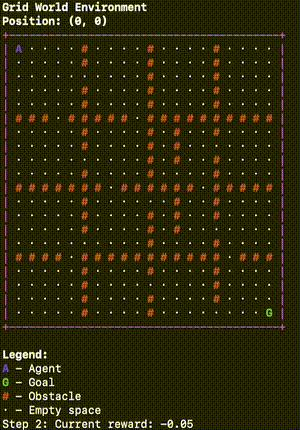 Grid World Environment
Position: (0, 0)
A · · · · # · · · · # · · · · # · · · ·
· · · · · # · · · · # · · · · # · · · ·
· · · · · · · · · · # · · · · # · · · ·
· · · · · # · · · · # · · · · # · · · ·
· · · · · # · · · · # · · · · # · · · ·
# # # · # # # # # · # # # # # # # # # #
· · · · · # · · · · # · # · · · · · · ·
· · · · · # · · · · # · # · · · · · · ·
· · · · · · · · · · # · # · · · · · · ·
· · · · · # · · · · # · · · · · · · · ·
# # # # # # # · # # # # # # · # # # # #
· · · · · # · · · · · · · · · # · · · ·
· · · · · # · · · · # · # · · # · · · ·
· · · · · # · · · · # · # · · # · · · ·
· · · · · · · · · · # · # · · · · · · ·
# # # # · # # # # # # # # # # # · # # #
· · · · · # · · · · · · · · · # · · · ·
· · · · · # · · · · · · · · · # · · · ·
· · · · · # · · · · # · · · · # · · · ·
· · · · · # · · · · # · · · · · · · · G
Legend:
A – Agent
G – Goal
# – Obstacle
· – Empty space
Step 2: Current reward: -0.05